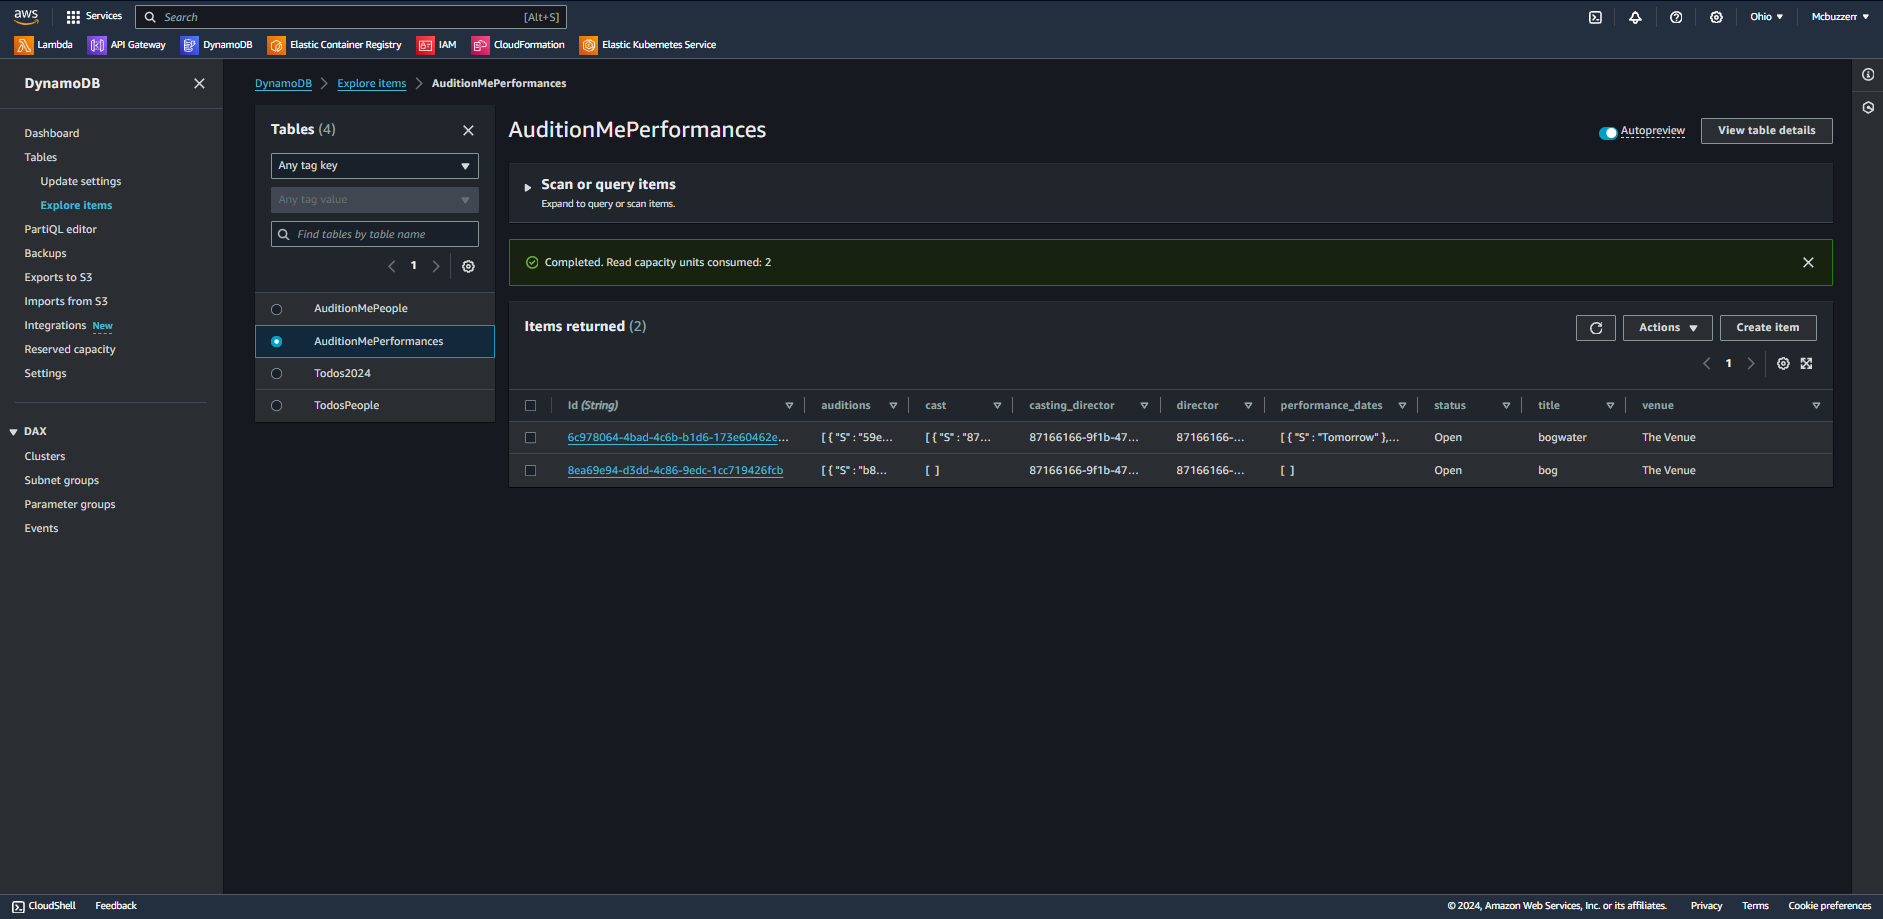 aws
Services
Search
[Alt+S]
Ohio
Mcbuzzerr
Lambda
API Gateway
DynamoDB
Elastic Container Registry
IAM
CloudFormation
Elastic Kubernetes Service
DynamoDB
Dashboard
Tables
Update settings
Explore items
PartiQL editor
Backups
Exports to S3
Imports from S3
Integrations New
Reserved capacity
Settings
DAX
Clusters
Subnet groups
Parameter groups
Events
DynamoDB
Explore items
AuditionMePerformances
Tables (4)
Any tag key
Any tag value
Find tables by table name
1
AuditionMePeople
AuditionMePerformances
Todos2024
TodosPeople
AuditionMePerformances
Autopreview
View table details
Scan or query items
Expand to query or scan items.
Completed. Read capacity units consumed: 2
Items returned (2)
Actions
Create item
1
Id (String) auditions cast casting_director director performance_dates status title venue
6c978064-4bad-4c6b-b1d6-173e60462e... [ { "S" : "59e... [ { "S" : "87... 87166166-9f1b-47... 87166166-... [ { "S" : "Tomorrow" },... Open bogwater The Venue
8ea69e94-d3dd-4c86-9edc-1cc719426fcb [ { "S" : "b8... [ ] 87166166-9f1b-47... 87166166-... [ ] Open bog The Venue
CloudShell
Feedback
© 2024, Amazon Web Services, Inc. or its affiliates.
Privacy
Terms
Cookie preferences